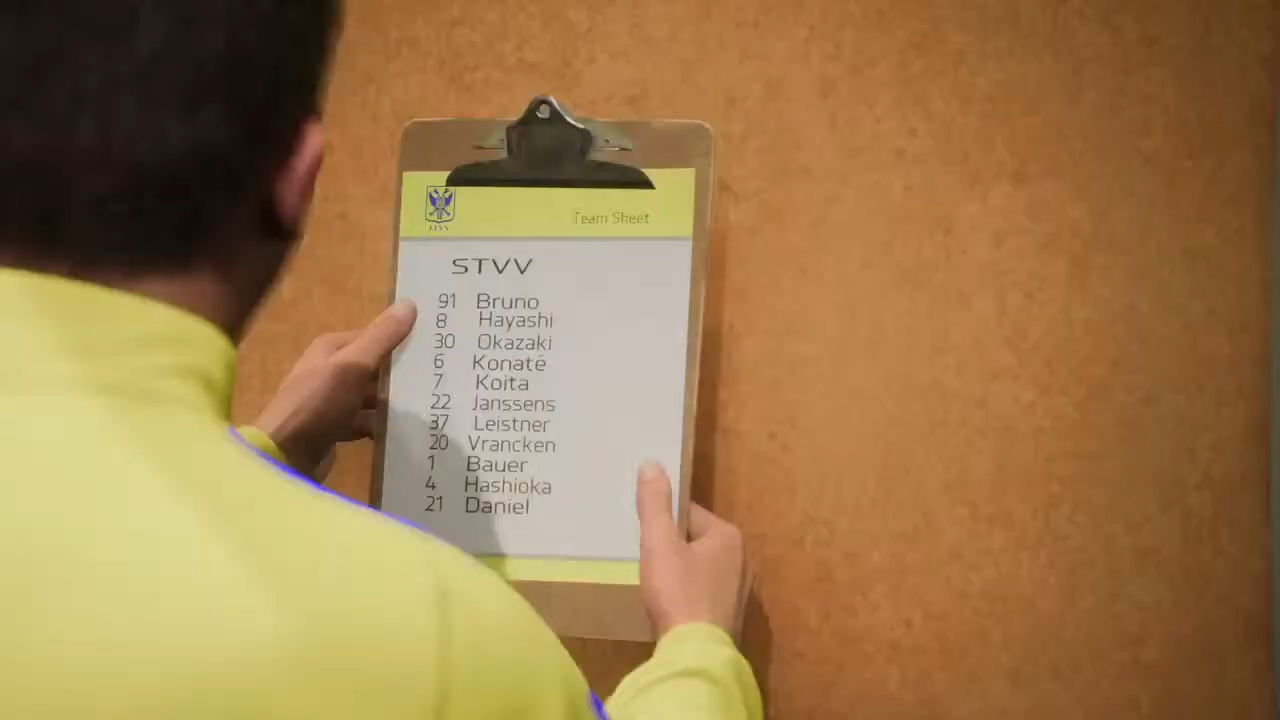 STVV
Team Sheet
STVV
91 Bruno
8 Hayashi
30 Okazaki
6 Konaté
7 Koita
22 Janssens
37 Leistner
20 Vrancken
1 Bauer
4 Hashioka
21 Daniel